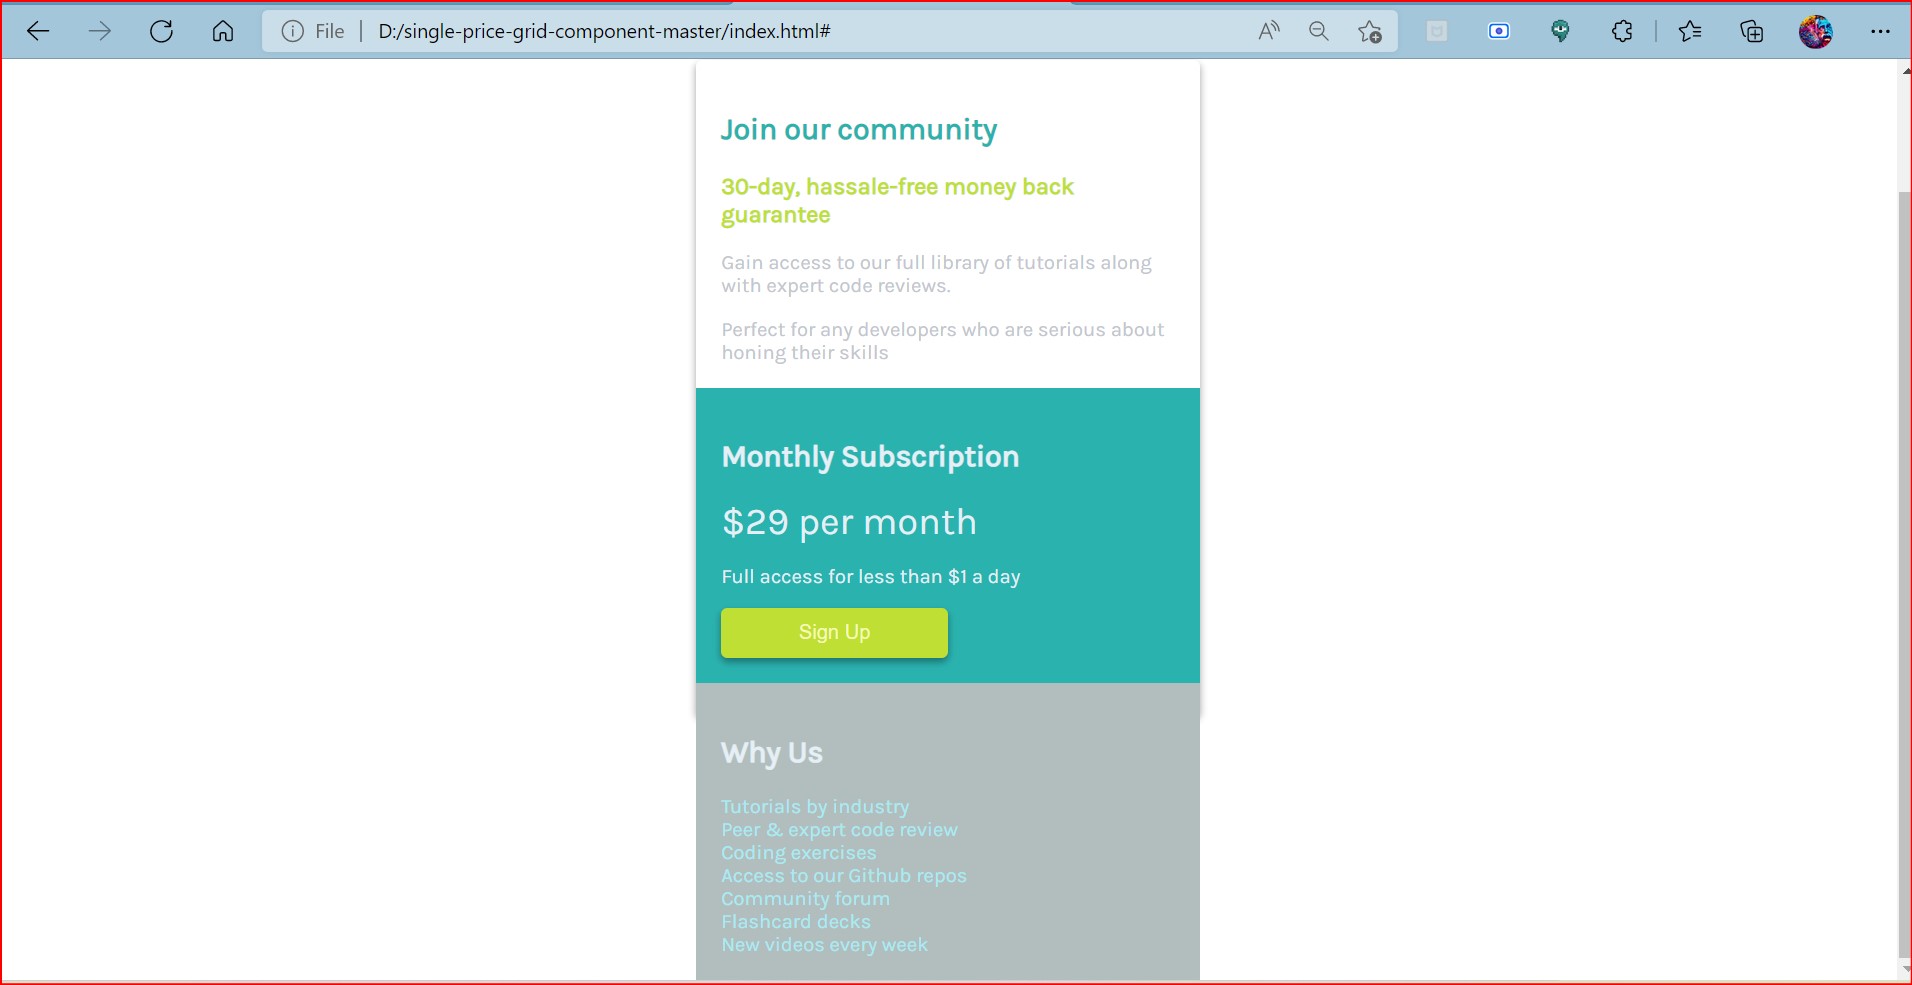 File
D:/single-price-grid-component-master/index.html#
Join our community
30-day, hassale-free money back
guarantee
Gain access to our full library of tutorials along
with expert code reviews.
Perfect for any developers who are serious about
honing their skills
Monthly Subscription
$29 per month
Full access for less than $1 a day
Sign Up
Why Us
Tutorials by industry
Peer & expert code review
Coding exercises
Access to our Github repos
Community forum
Flashcard decks
New videos every week